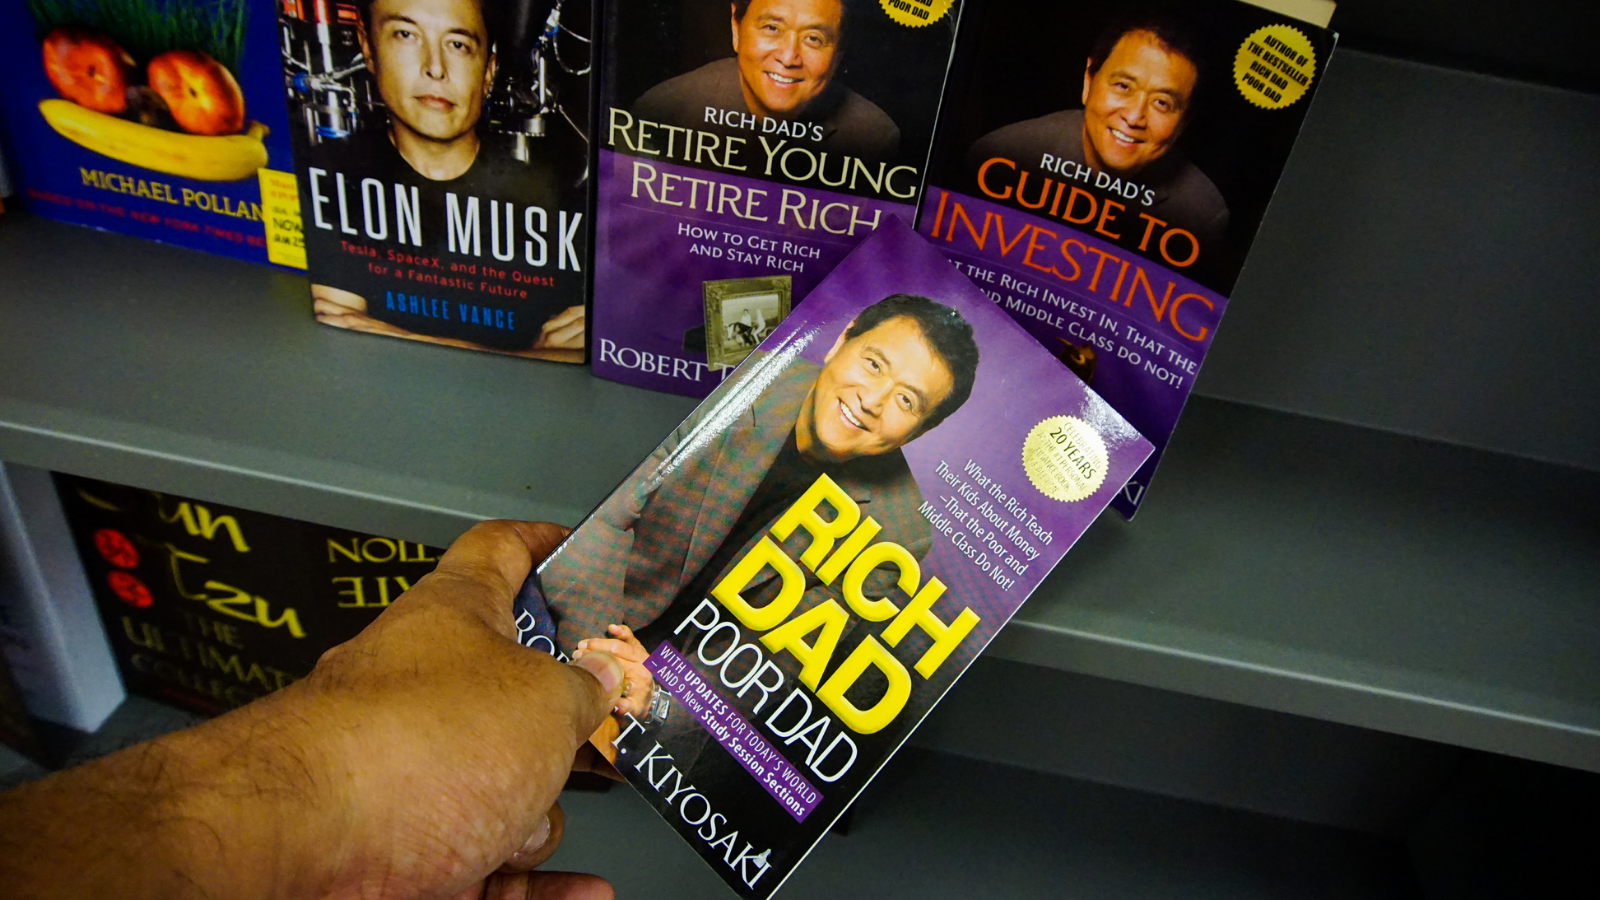 MICHAEL POLLAN
ELON MUSK
Tesla, SpaceX, and the Quest
for a Fantastic Future
ASHLEE VANCE
POOR DAD
RICH DAD'S
RETIRE YOUNG
RETIRE RICH
HOW TO GET RICH
AND STAY RICH
ROBERT T
AUTHOR OF
THE BESTSELLER
RICH DAD
POOR DAD
RICH DAD'S
GUIDE TO
INVESTING
THE RICH INVEST IN, THAT THE
MIDDLE CLASS DO NOT!
KI
20 YEARS
What the Rich Teach
Their Kids About Money
–That the Poor and
Middle Class Do Not!
RICH
DAD
POOR DAD
WITH UPDATES FOR TODAY'S WORLD
– AND 9 New Study Session Sections
T. KIYOSAKI
Tzu
THE
ULTIMATE